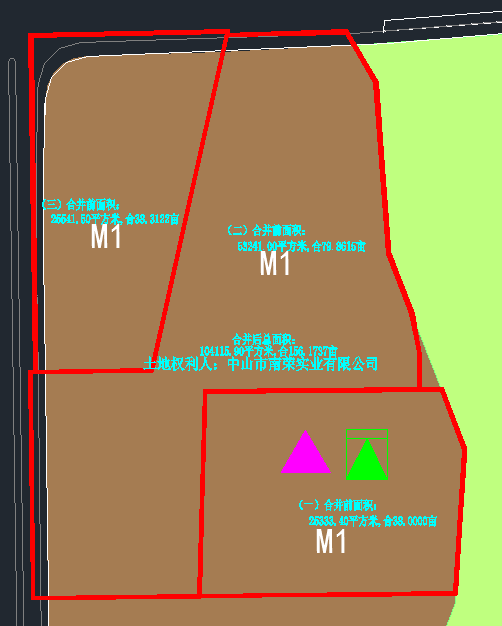 （三）合并前面积：
25541.50平方米,合38.3122亩
M1
（二）合并前面积：
53241.00平方米,合79.8615亩
M1
合并后总面积：
104115.90平方米,合156.1737亩
土地权利人：中山市南荣实业有限公司
（一）合并前面积：
25333.40平方米,合38.0000亩
M1